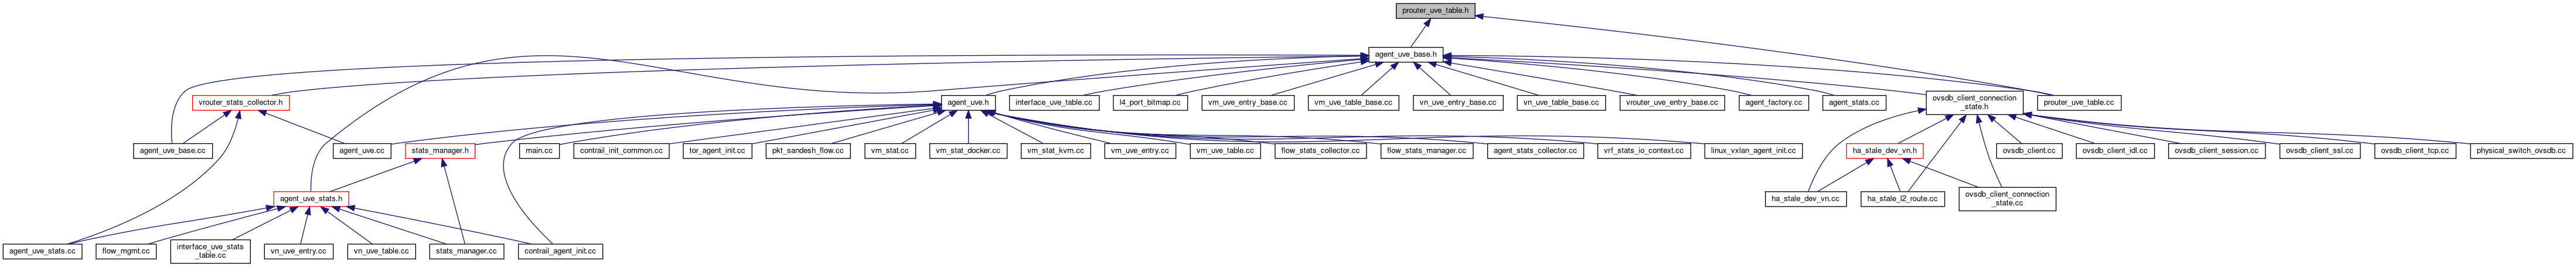 prouter_uve_table.h
agent_uve_base.h
vrouter_stats_collector.h
agent_uve.h
interface_uve_table.cc
l4_port_bitmap.cc
vm_uve_entry_base.cc
vm_uve_table_base.cc
vn_uve_entry_base.cc
vn_uve_table_base.cc
vrouter_uve_entry_base.cc
agent_factory.cc
agent_stats.cc
ovsdb_client_connection
_state.h
prouter_uve_table.cc
agent_uve_base.cc
agent_uve.cc
stats_manager.h
main.cc
contrail_init_common.cc
tor_agent_init.cc
pkt_sandesh_flow.cc
vm_stat.cc
vm_stat_docker.cc
vm_stat_kvm.cc
vm_uve_entry.cc
vm_uve_table.cc
flow_stats_collector.cc
flow_stats_manager.cc
agent_stats_collector.cc
vrf_stats_io_context.cc
linux_vxlan_agent_init.cc
ha_stale_dev_vn.h
ovsdb_client.cc
ovsdb_client_idl.cc
ovsdb_client_session.cc
ovsdb_client_ssl.cc
ovsdb_client_tcp.cc
physical_switch_ovsdb.cc
agent_uve_stats.h
ha_stale_dev_vn.cc
ha_stale_l2_route.cc
ovsdb_client_connection
_state.cc
agent_uve_stats.cc
flow_mgmt.cc
interface_uve_stats
_table.cc
vn_uve_entry.cc
vn_uve_table.cc
stats_manager.cc
contrail_agent_init.cc